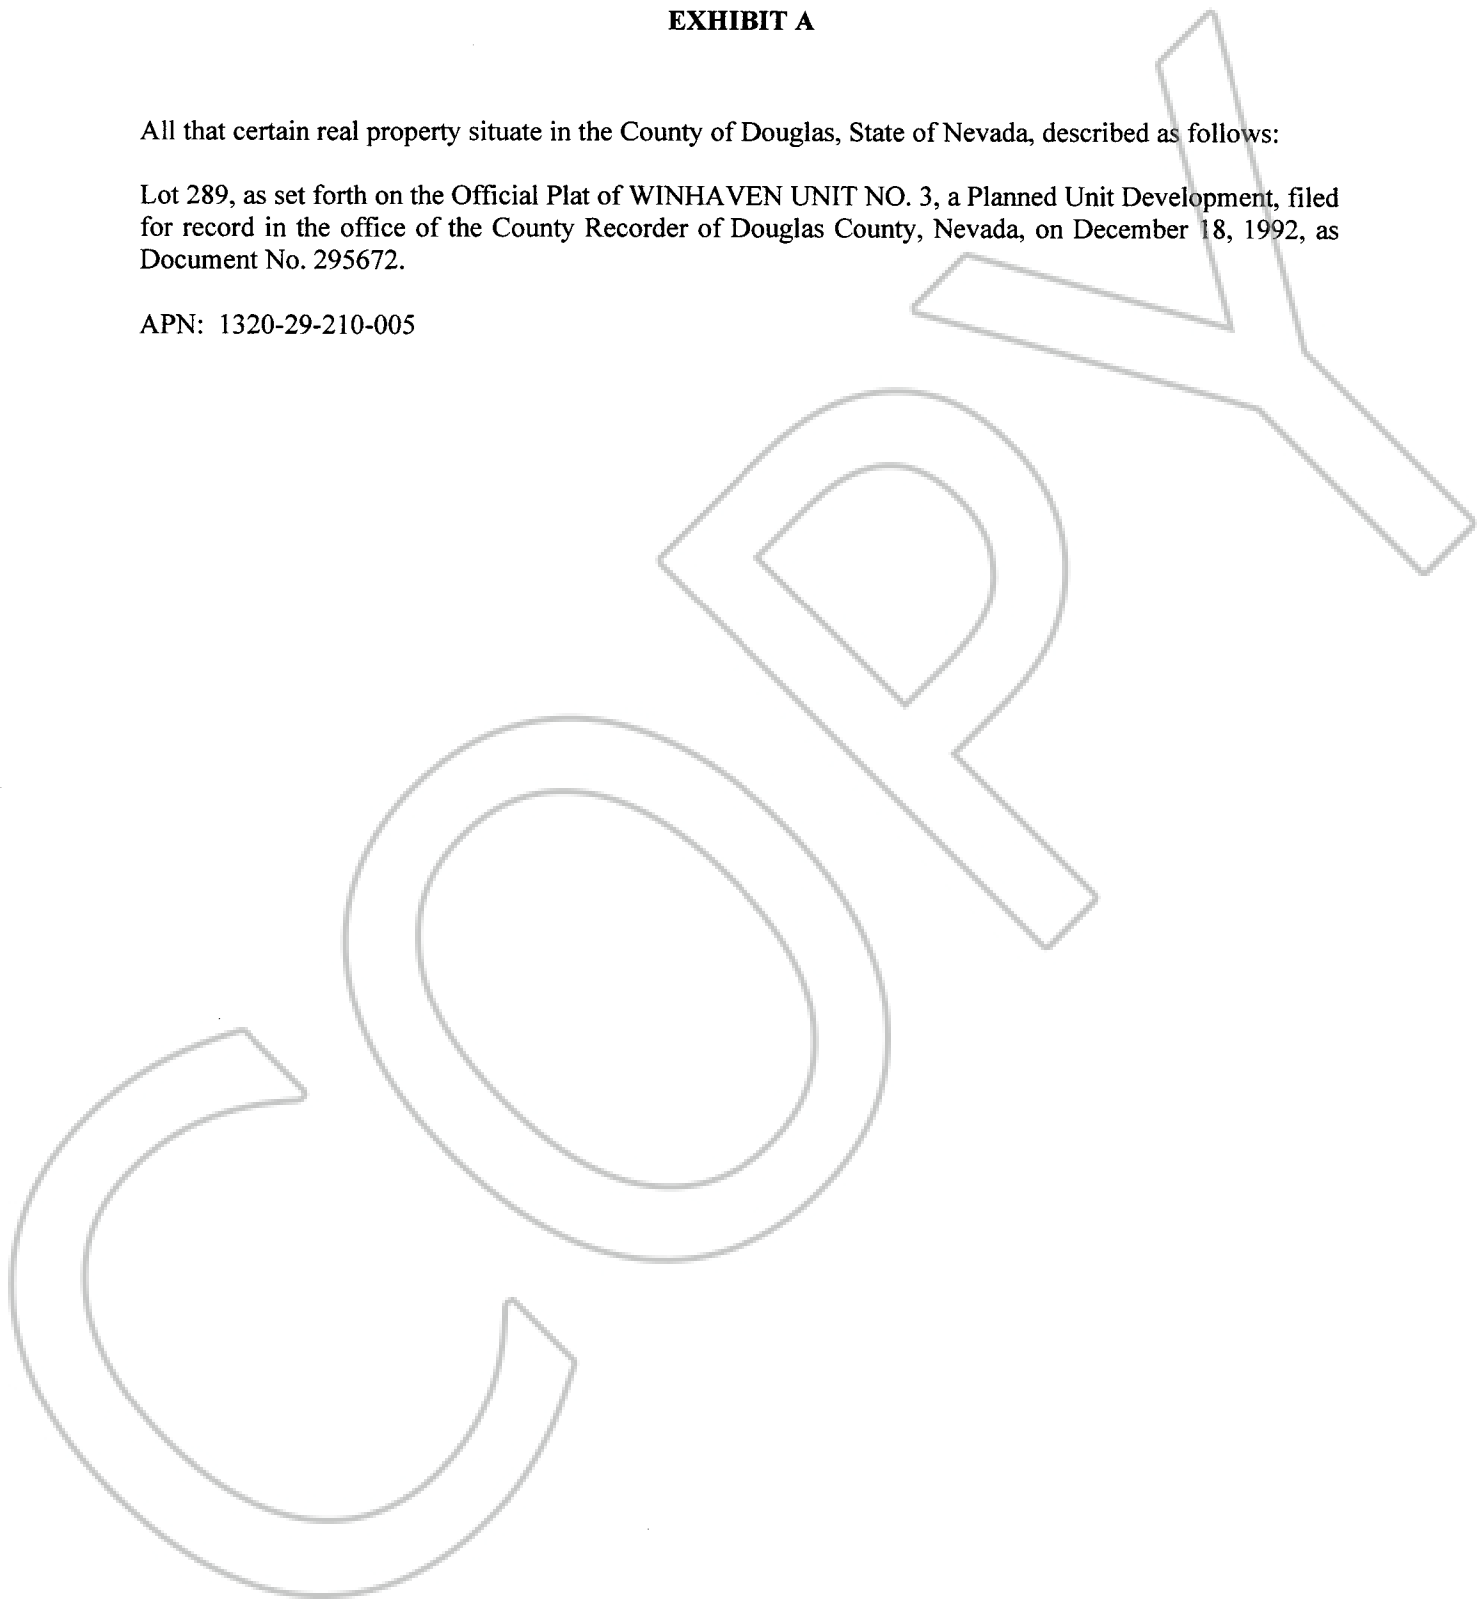 EXHIBIT A
All that certain real property situate in the County of Douglas, State of Nevada, described as follows:
Lot 289, as set forth on the Official Plat of WINHAVEN UNIT NO. 3, a Planned Unit Development, filed
for record in the office of the County Recorder of Douglas County, Nevada, on December 18, 1992, as
Document No. 295672.
APN: 1320-29-210-005
COPY